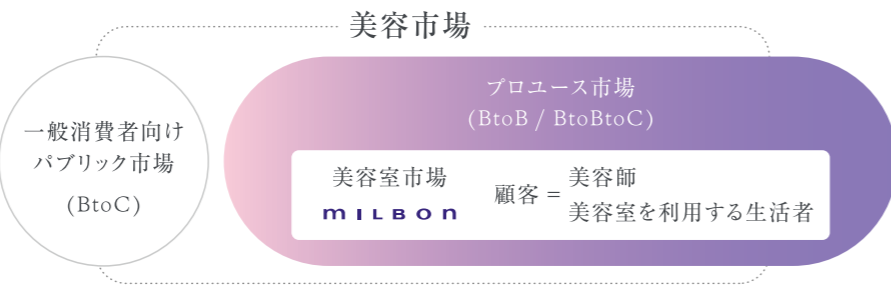 美容市場
一般消費者向け
パブリック市場
(BtoC)
プロユース市場
(BtoB / BtoBtoC)
美容室市場
MILBON
顧客 =
美容師
美容室を利用する生活者